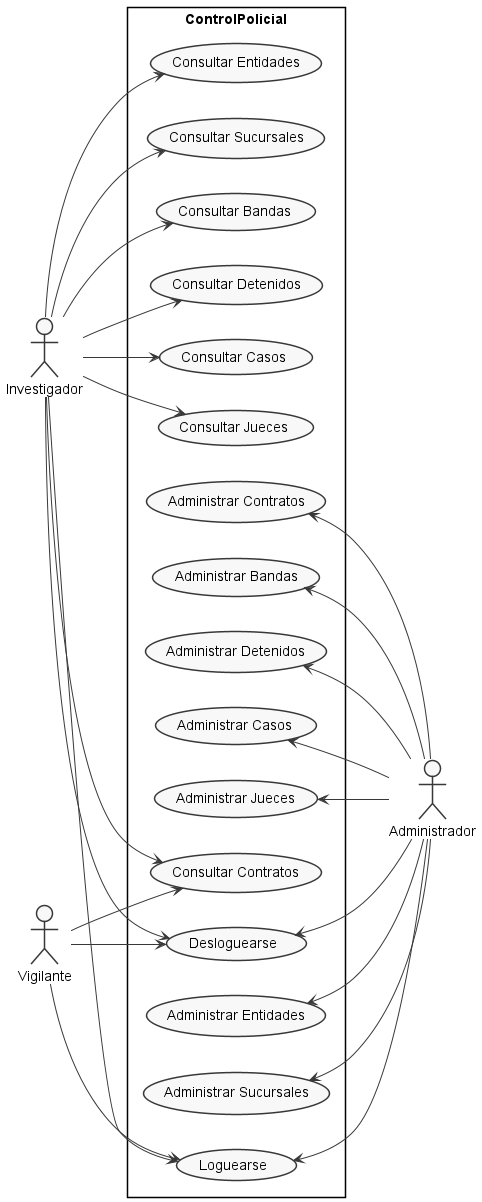 ControlPolicial
Consultar Entidades
Consultar Sucursales
Consultar Bandas
Consultar Detenidos
Consultar Casos
Investigador
Consultar Jueces
Administrar Contratos
Administrar Bandas
Administrar Detenidos
Administrar Casos
Administrar Jueces
Administrador
Consultar Contratos
Desloguearse
Vigilante
Administrar Entidades
Administrar Sucursales
Loguearse